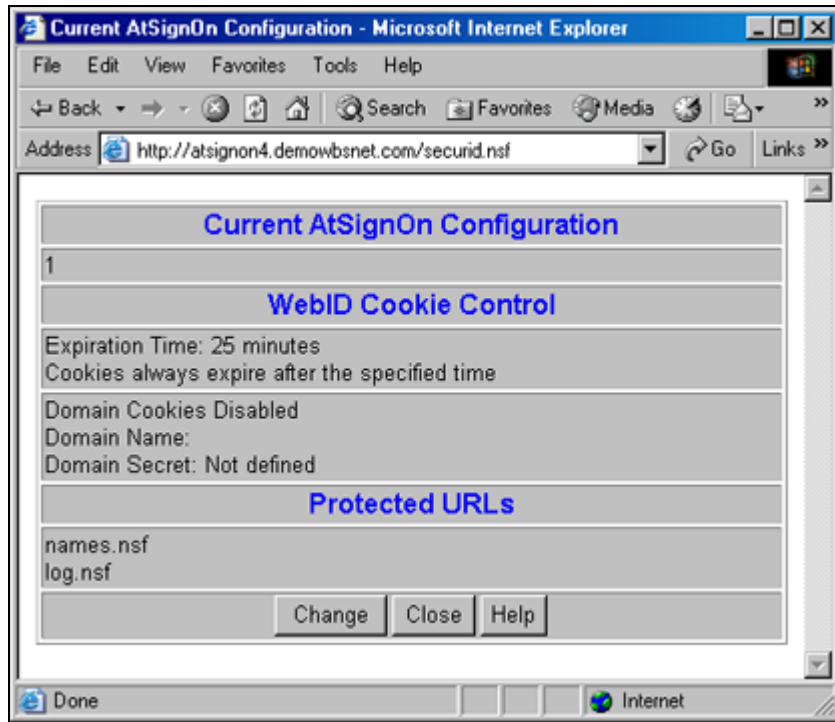 Current AtSignOn Configuration - Microsoft Internet Explorer
File Edit View Favorites Tools Help
Back Search Favorites Media »
Address http://atsignon4.demowbsnet.com/securid.nsf Go Links »
Current AtSignOn Configuration
1
WebID Cookie Control
Expiration Time: 25 minutes
Cookies always expire after the specified time
Domain Cookies Disabled
Domain Name:
Domain Secret: Not defined
Protected URLs
names.nsf
log.nsf
Change Close Help
Done Internet